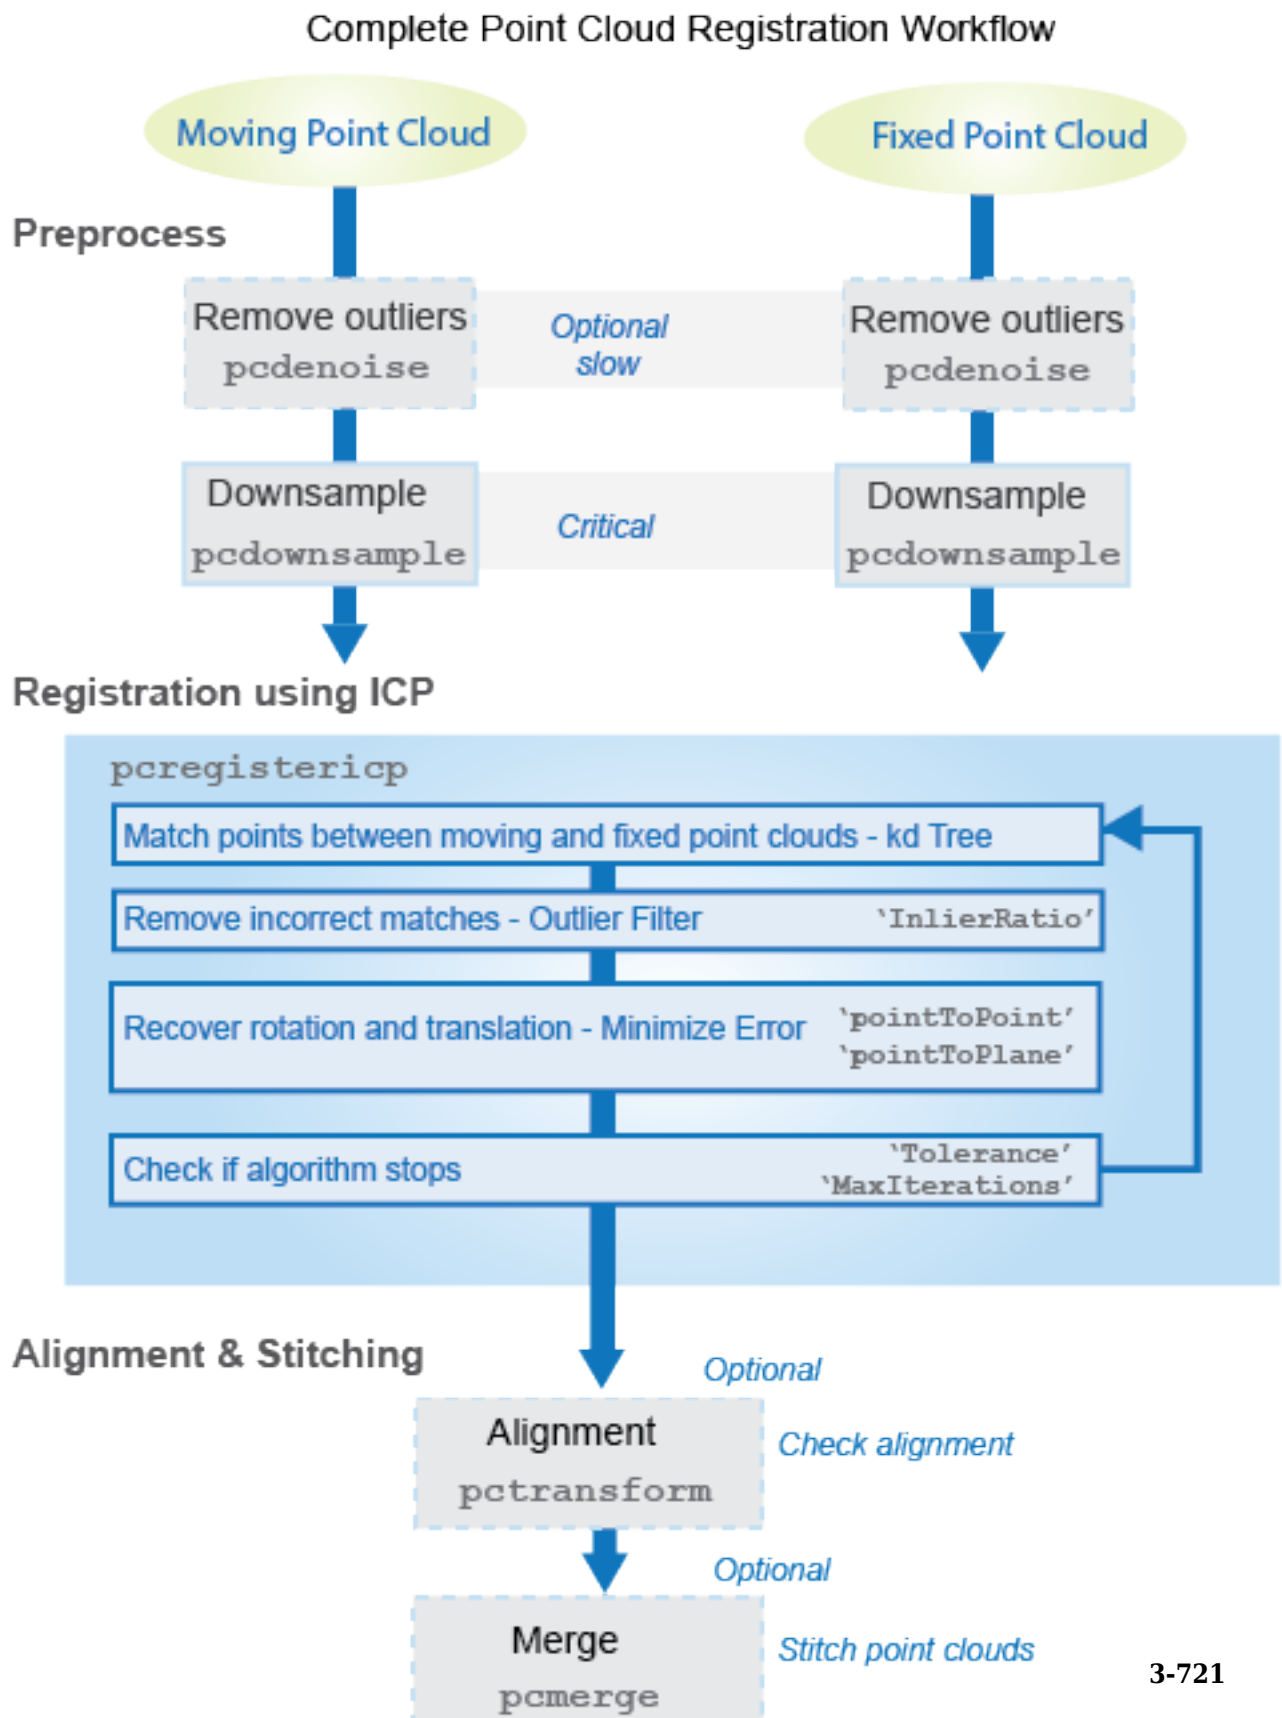 Complete Point Cloud Registration Workflow
Moving Point Cloud
Fixed Point Cloud
Preprocess
Remove outliers
pcdenoise
Optional
slow
Remove outliers
pcdenoise
Downsample
pcdownsample
Critical
Downsample
pcdownsample
Registration using ICP
pcregistericp
Match points between moving and fixed point clouds - kd Tree
Remove incorrect matches - Outlier Filter ‘InlierRatio’
Recover rotation and translation - Minimize Error ‘pointToPoint’
‘pointToPlane’
Check if algorithm stops ‘Tolerance’
‘MaxIterations’
Alignment & Stitching
Optional
Alignment
pctransform
Check alignment
Optional
Merge
pcmerge
Stitch point clouds
3-721